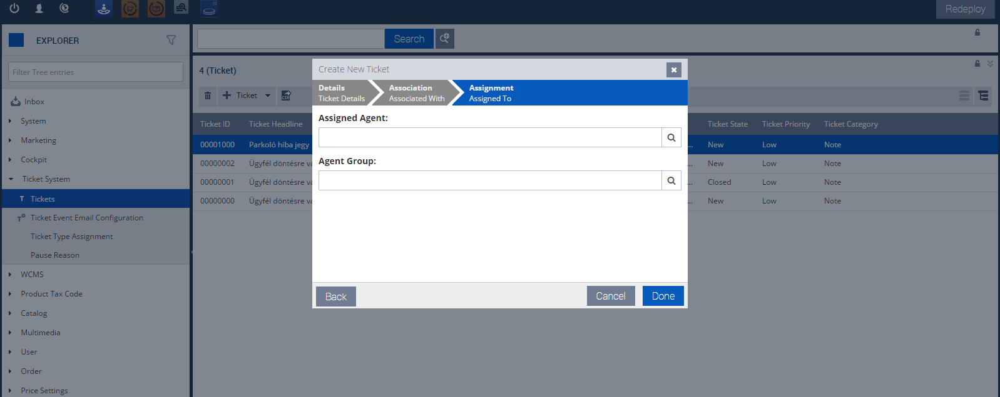 Redeploy
EXPLORER
Filter Tree entries
Inbox
System
Marketing
Cockpit
Ticket System
T Tickets
T Ticket Event Email Configuration
Ticket Type Assignment
Pause Reason
WCMS
Product Tax Code
Catalog
Multimedia
User
Order
Price Settings
Search
4 (Ticket)
Ticket
CSV
Ticket ID Ticket Headline Ticket State Ticket Priority Ticket Category
00001000 Parkoló hiba jegy ... New Low Note
00000002 Ügyfél döntésre ... New Low Note
00000001 Ügyfél döntésre ... Closed Low Note
00000000 Ügyfél döntésre ... New Low Note
Create New Ticket
Details
Ticket Details
Association
Associated With
Assignment
Assigned To
Assigned Agent:
Agent Group:
Back
Cancel
Done